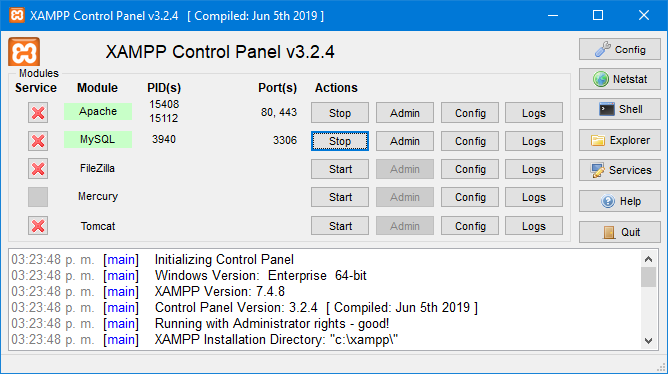 XAMPP Control Panel v3.2.4 [ Compiled: Jun 5th 2019 ]
XAMPP Control Panel v3.2.4
Config
Modules
Service Module PID(s) Port(s) Actions
Netstat
Apache 15408 15112 80, 443 Stop Admin Config Logs
Shell
MySQL 3940 3306 Stop Admin Config Logs
Explorer
FileZilla Start Admin Config Logs
Services
Mercury Start Admin Config Logs
Help
Tomcat Start Admin Config Logs
Quit
03:23:48 p. m. [main] Initializing Control Panel
03:23:48 p. m. [main] Windows Version: Enterprise 64-bit
03:23:48 p. m. [main] XAMPP Version: 7.4.8
03:23:48 p. m. [main] Control Panel Version: 3.2.4 [ Compiled: Jun 5th 2019 ]
03:23:48 p. m. [main] Running with Administrator rights - good!
03:23:48 p. m. [main] XAMPP Installation Directory: "c:\xampp\"